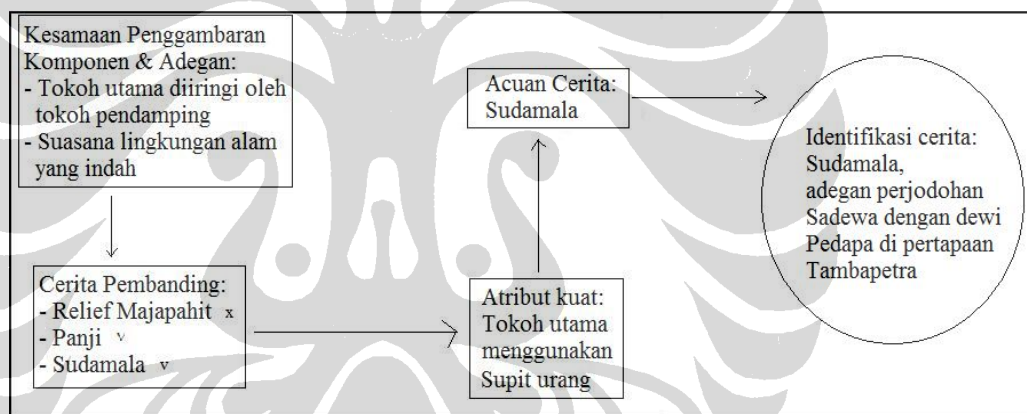 Kesamaan Penggambaran
Komponen & Adegan:
- Tokoh utama diiringi oleh
tokoh pendamping
- Suasana lingkungan alam
yang indah
Cerita Pembanding:
- Relief Majapahit x
- Panji v
- Sudamala v
Atribut kuat:
Tokoh utama
menggunakan
Supit urang
Acuan Cerita:
Sudamala
Identifikasi cerita:
Sudamala,
adegan perjodohan
Sadewa dengan dewi
Pedapa di pertapaan
Tambapetra